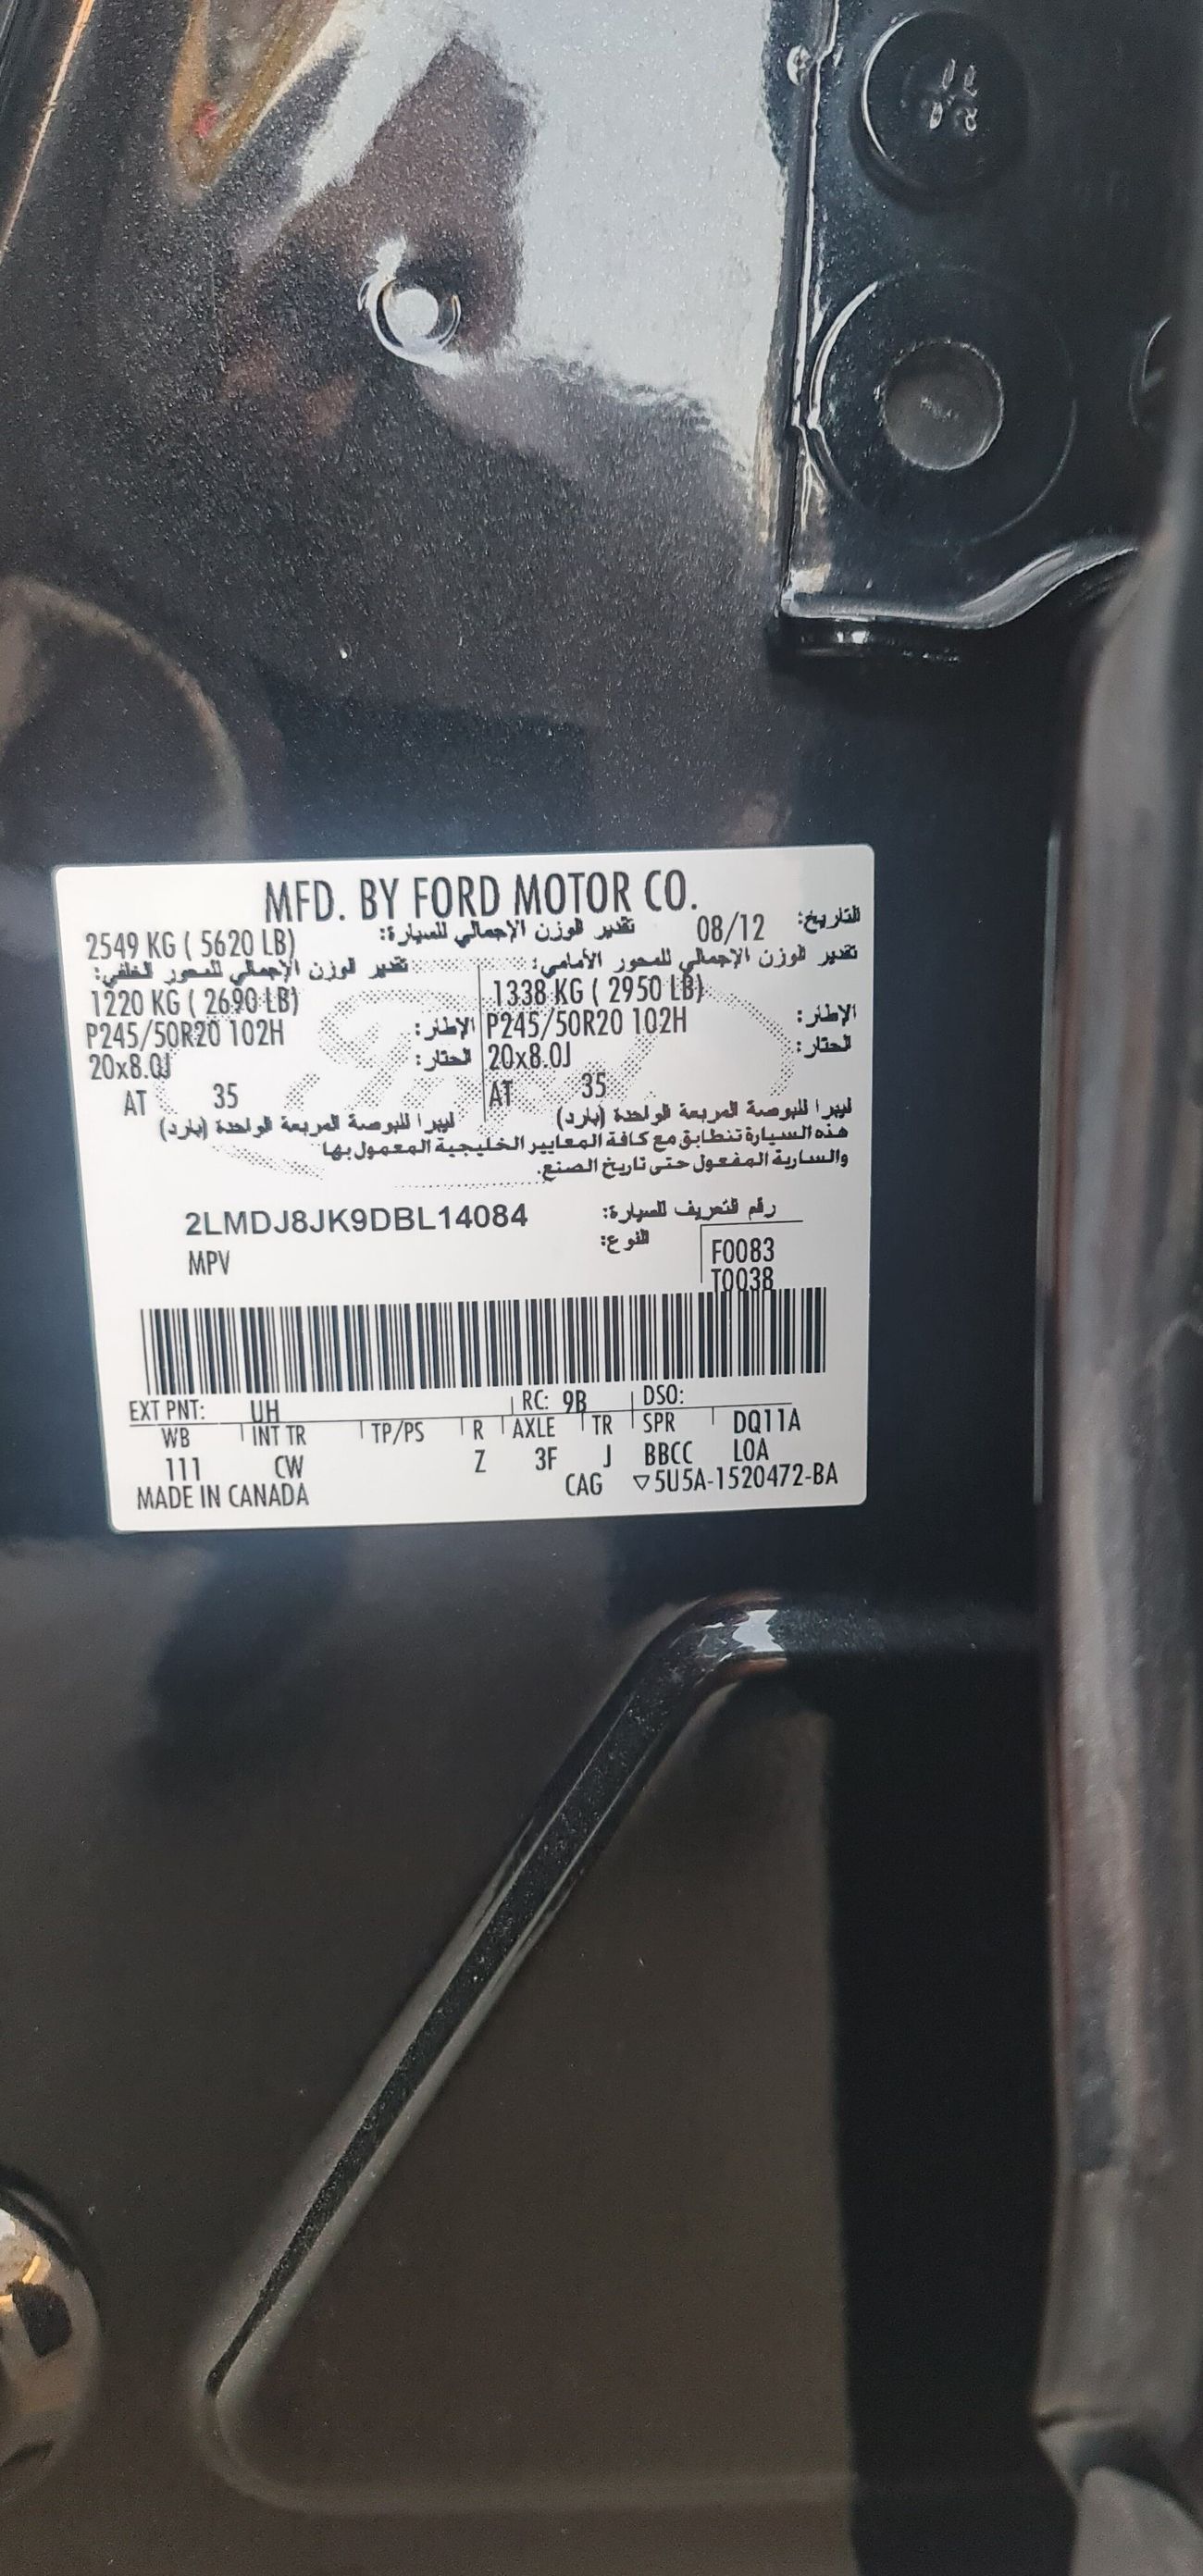 MFD. BY FORD MOTOR CO.
التاريخ: 08/12 تقدير الوزن الإجمالي للسيارة: 2549 KG ( 5620 LB)
تقدير الوزن الإجمالي للمحور الأمامي: تقدير الوزن الإجمالي للمحور الخلفي:
1220 KG ( 2690 LB) 1338 KG ( 2950 LB)
P245/50R20 102H الإطار: P245/50R20 102H الإطار:
20x8.0J الحتار: 20x8.0J الحتار:
AT 35 AT 35
ليبرا للبوصة المربعة الواحدة (بارد) ليبرا للبوصة المربعة الواحدة (بارد)
هذه السيارة تنطابق مع كافة المعايير الخليجية المعمول بها
والسارية المفعول حتى تاريخ الصنع.
2LMDJ8JK9DBL14084 رقم التعريف للسيارة:
MPV النوع:
F0083
T0038
EXT PNT: UH RC: 9B DSO:
WB INT TR TP/PS R AXLE TR SPR DQ11A
111 CW Z 3F J BBCC LOA
MADE IN CANADA CAG ▽5U5A-1520472-BA